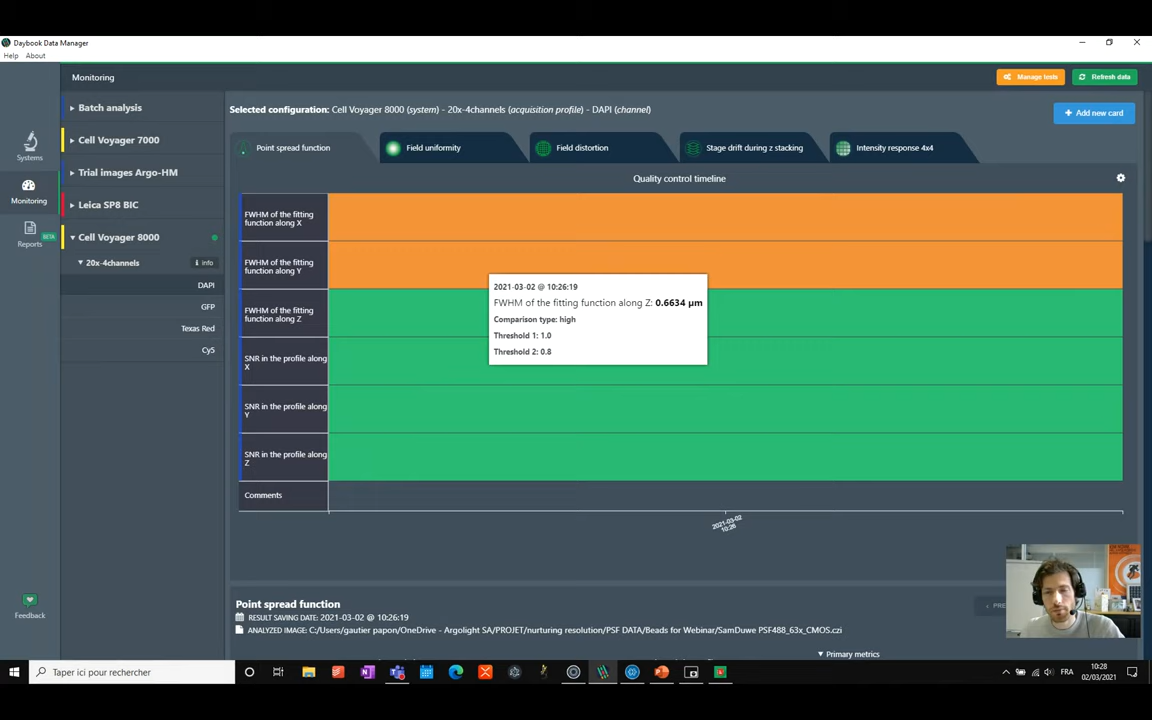 Daybook Data Manager
Help About
Monitoring
Manage tests
Refresh data
Systems
Monitoring
Reports
BETA
Feedback
Batch analysis
Cell Voyager 7000
Trial images Argo-HM
Leica SP8 BIC
Cell Voyager 8000
20x-4channels
Info
DAPI
GFP
Texas Red
Cy5
Selected configuration: Cell Voyager 8000 (system) - 20x-4channels (acquisition profile) - DAPI (channel)
+ Add new card
Point spread function
Field uniformity
Field distortion
Stage drift during z stacking
Intensity response 4x4
Quality control timeline
FWHM of the fitting
function along X
FWHM of the fitting
function along Y
FWHM of the fitting
function along Z
SNR in the profile along
X
SNR in the profile along
Y
SNR in the profile along
Z
Comments
2021-03-02 @ 10:26:19
FWHM of the fitting function along Z: 0.6634 μm
Comparison type: high
Threshold 1: 1.0
Threshold 2: 0.8
2021-03-02
10:26
Point spread function
RESULT SAVING DATE: 2021-03-02 @ 10:26:19
ANALYZED IMAGE: C:/Users/gautier papon/OneDrive - Argolight SA/PROJET/nurturing resolution/PSF DATA/Beads for Webinar/SamDuwe PSF488_63x_CMOS.czi
‹ PRE
Primary metrics
Taper ici pour rechercher
FRA
10:28
02/03/2021